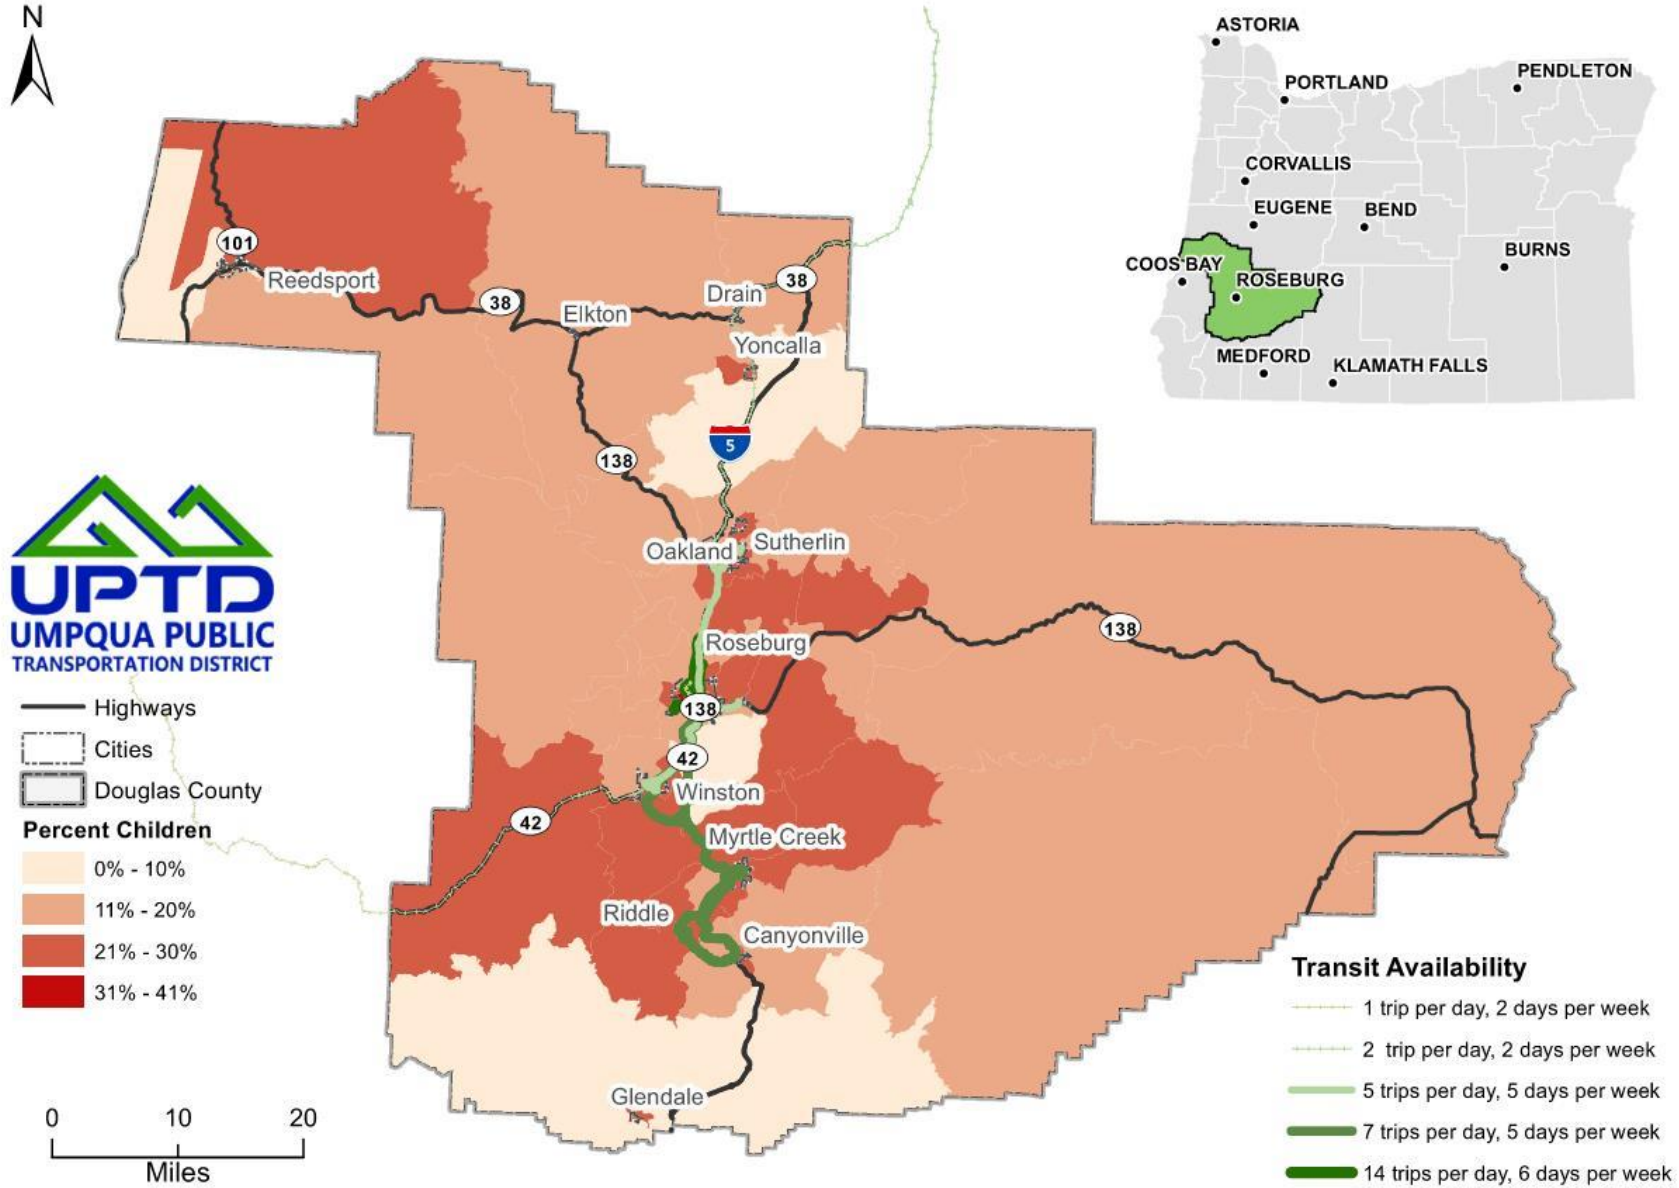 N
ASTORIA
PORTLAND
PENDLETON
CORVALLIS
EUGENE
BEND
BURNS
COOS BAY
ROSEBURG
MEDFORD
KLAMATH FALLS
101
Reedsport
38
38
Elkton
Drain
Yoncalla
5
138
Oakland
Sutherlin
138
Roseburg
138
42
Winston
42
Myrtle Creek
Riddle
Canyonville
Glendale
UPTD
UMPQUA PUBLIC
TRANSPORTATION DISTRICT
Highways
Cities
Douglas County
Percent Children
0% - 10%
11% - 20%
21% - 30%
31% - 41%
0 10 20
Miles
Transit Availability
1 trip per day, 2 days per week
2 trip per day, 2 days per week
5 trips per day, 5 days per week
7 trips per day, 5 days per week
14 trips per day, 6 days per week